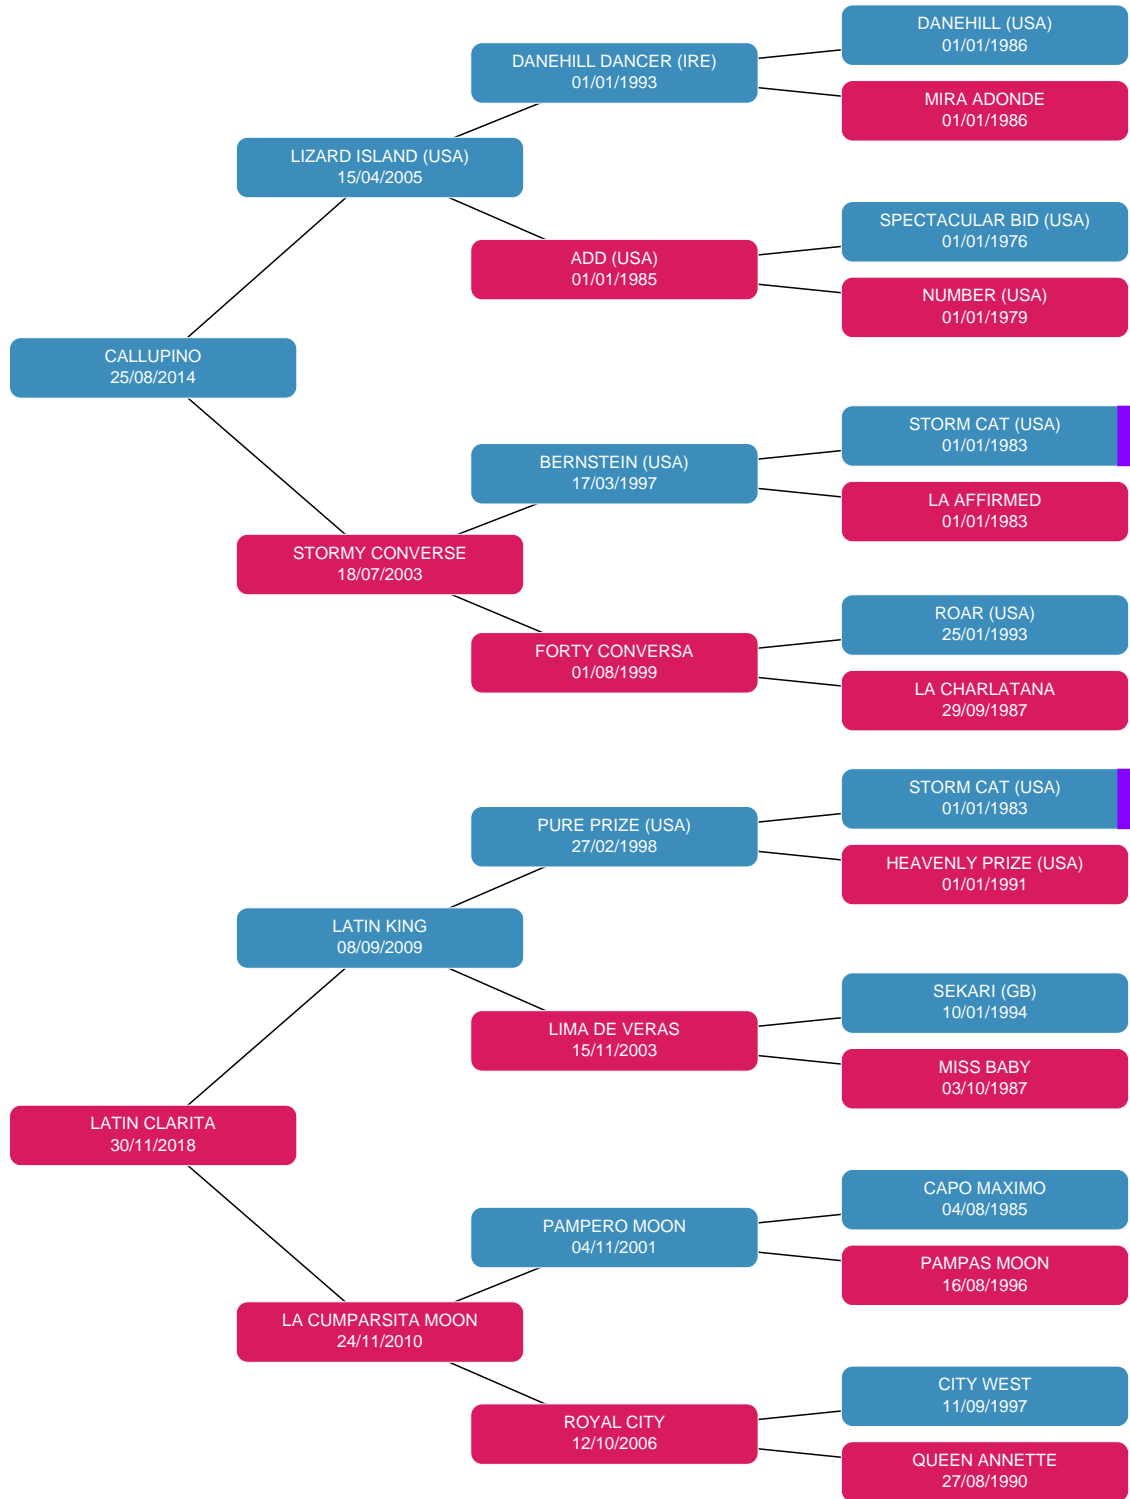 DANEHILL (USA)
01/01/1986
DANEHILL DANCER (IRE)
01/01/1993
MIRA ADONDE
01/01/1986
LIZARD ISLAND (USA)
15/04/2005
SPECTACULAR BID (USA)
01/01/1976
ADD (USA)
01/01/1985
NUMBER (USA)
01/01/1979
CALLUPINO
25/08/2014
STORM CAT (USA)
01/01/1983
BERNSTEIN (USA)
17/03/1997
LA AFFIRMED
01/01/1983
STORMY CONVERSE
18/07/2003
ROAR (USA)
25/01/1993
FORTY CONVERSA
01/08/1999
LA CHARLATANA
29/09/1987
STORM CAT (USA)
01/01/1983
PURE PRIZE (USA)
27/02/1998
HEAVENLY PRIZE (USA)
01/01/1991
LATIN KING
08/09/2009
SEKARI (GB)
10/01/1994
LIMA DE VERAS
15/11/2003
MISS BABY
03/10/1987
LATIN CLARITA
30/11/2018
CAPO MAXIMO
04/08/1985
PAMPERO MOON
04/11/2001
PAMPAS MOON
16/08/1996
LA CUMPARSITA MOON
24/11/2010
CITY WEST
11/09/1997
ROYAL CITY
12/10/2006
QUEEN ANNETTE
27/08/1990